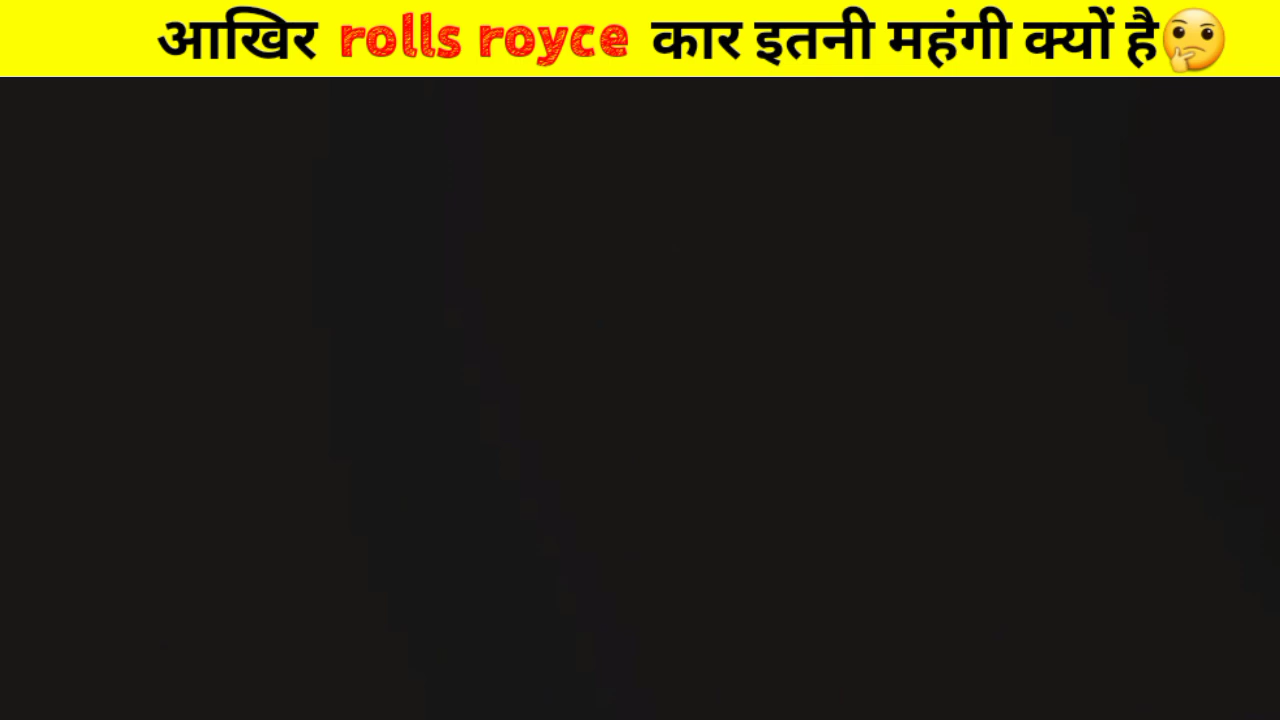 आखिर rolls royce कार इतनी महंगी क्यों है🤔